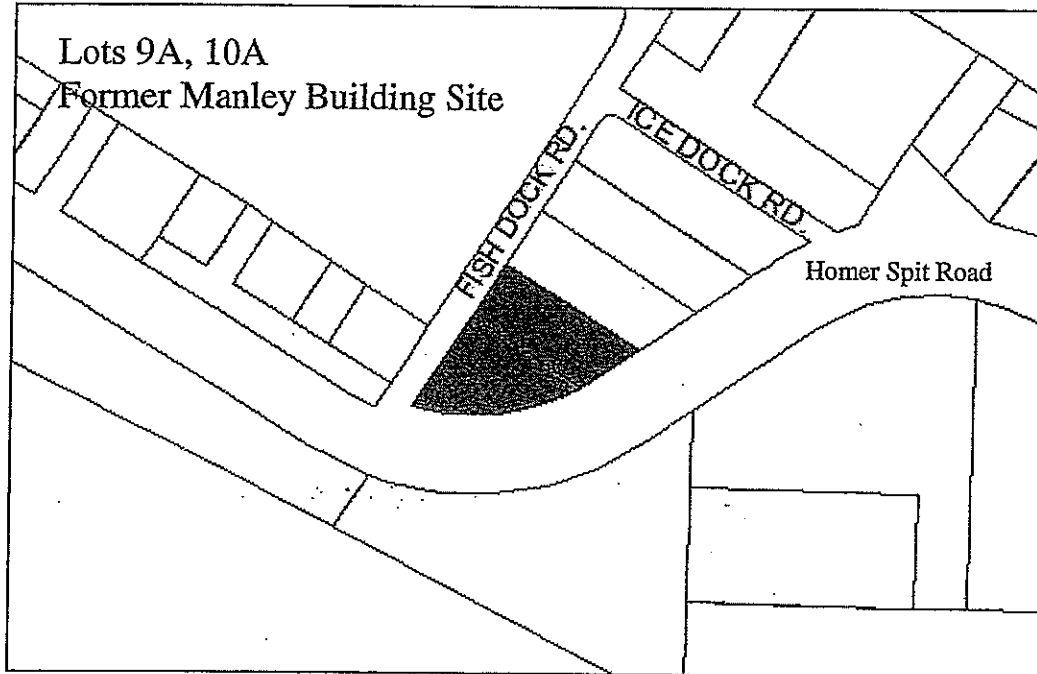 Lots 9A, 10A
Former Manley Building Site
FISH DOCK RD.
ICE DOCK RD.
Homer Spit Road